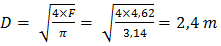 D = √(4×F/π) = √(4×4,62/3,14) = 2,4 m